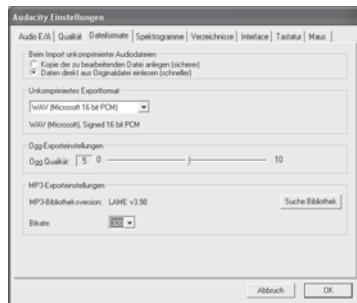 Audacity Einstellungen
Audio E/A | Qualität | Dateiformate | Spektrogramme | Verzeichnisse | Interface | Tastatur | Maus
Beim Import unkomprimierter Audiodateien
Kopie der zu bearbeitenden Datei anlegen (sicherer)
Daten direkt aus Originaldatei einlesen (schneller)
Unkomprimiertes Exportformat
WAV (Microsoft 16 bit PCM)
WAV (Microsoft), Signed 16 bit PCM
Ogg-Exporteinstellungen
Ogg Qualität: 5 0 10
MP3-Exporteinstellungen
MP3-Bibliotheksversion: LAME v3.98 Suche Bibliothek
Bitrate: 320
Abbruch OK